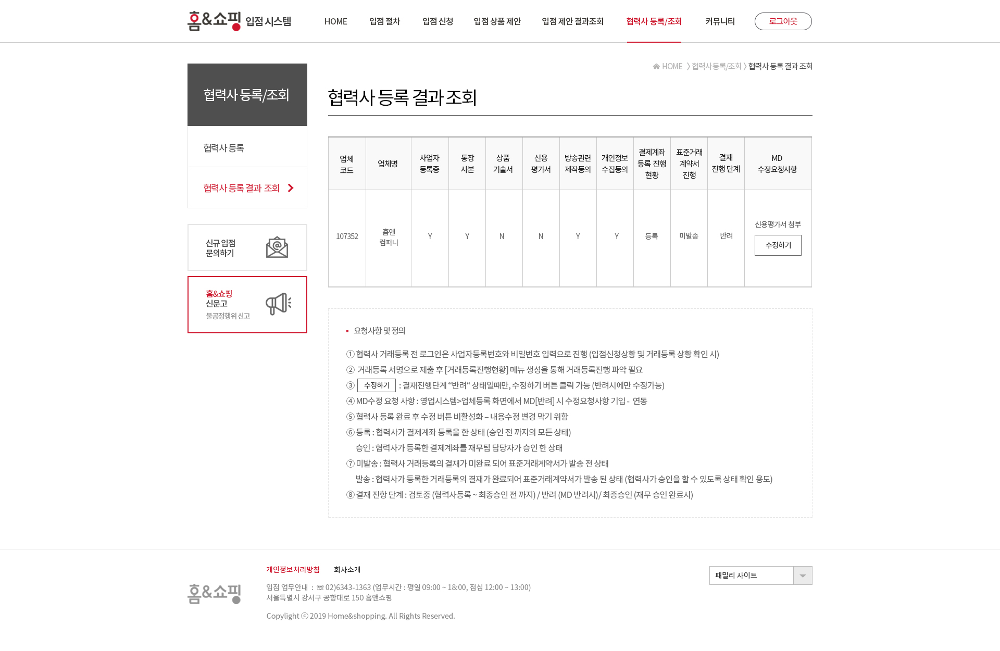 홈&쇼핑 입점 시스템 HOME 입점 절차 입점 신청 입점 상품 제안 입점 제안 결과조회 협력사 등록/조회 커뮤니티 로그아웃
HOME 〉협력사 등록/조회 〉협력사 등록 결과 조회
협력사 등록/조회
협력사 등록
협력사 등록 결과 조회
신규 입점
문의하기
홈&쇼핑
신문고
불공정행위 신고
협력사 등록 결과 조회
업체
코드
업체명
사업자
등록증
통장
사본
상품
기술서
신용
평가서
방송관련
제작동의
개인정보
수집동의
결제계좌
등록 진행
현황
표준거래
계약서
진행
결재
진행 단계
MD
수정요청사항
107352
홈앤
컴퍼니
Y
Y
N
N
Y
Y
등록
미발송
반려
신용평가서 첨부
수정하기
요청사항 및 정의
① 협력사 거래등록 전 로그인은 사업자등록번호와 비밀번호 입력으로 진행 (입점신청상황 및 거래등록 상황 확인 시)
② 거래등록 서명으로 제출 후 [거래등록진행현황] 메뉴 생성을 통해 거래등록진행 파악 필요
③ 수정하기 : 결재진행단계 “반려“ 상태일때만, 수정하기 버튼 클릭 가능 (반려시에만 수정가능)
④ MD수정 요청 사항 : 영업시스템>업체등록 화면에서 MD[반려] 시 수정요청사항 기입 - 연동
⑤ 협력사 등록 완료 후 수정 버튼 비활성화 – 내용수정 변경 막기 위함
⑥ 등록 : 협력사가 결제계좌 등록을 한 상태 (승인 전 까지의 모든 상태)
승인 : 협력사가 등록한 결제계좌를 재무팀 담당자가 승인 한 상태
⑦ 미발송 : 협력사 거래등록의 결재가 미완료 되어 표준거래계약서가 발송 전 상태
발송 : 협력사가 등록한 거래등록의 결재가 완료되어 표준거래계약서가 발송 된 상태 (협력사가 승인을 할 수 있도록 상태 확인 용도)
⑧ 결재 진항 단계 : 검토중 (협력사등록 ~ 최종승인 전 까지) / 반려 (MD 반려시)/ 최증승인 (재무 승인 완료시)
홈&쇼핑
개인정보처리방침 회사소개
입점 업무안내 : ☏ 02)6343-1363 (업무시간 : 평일 09:00 ~ 18:00, 점심 12:00 ~ 13:00)
서울특별시 강서구 공항대로 150 홈앤쇼핑
Copylight ⓒ 2019 Home&shopping. All Rights Reserved.
패밀리 사이트